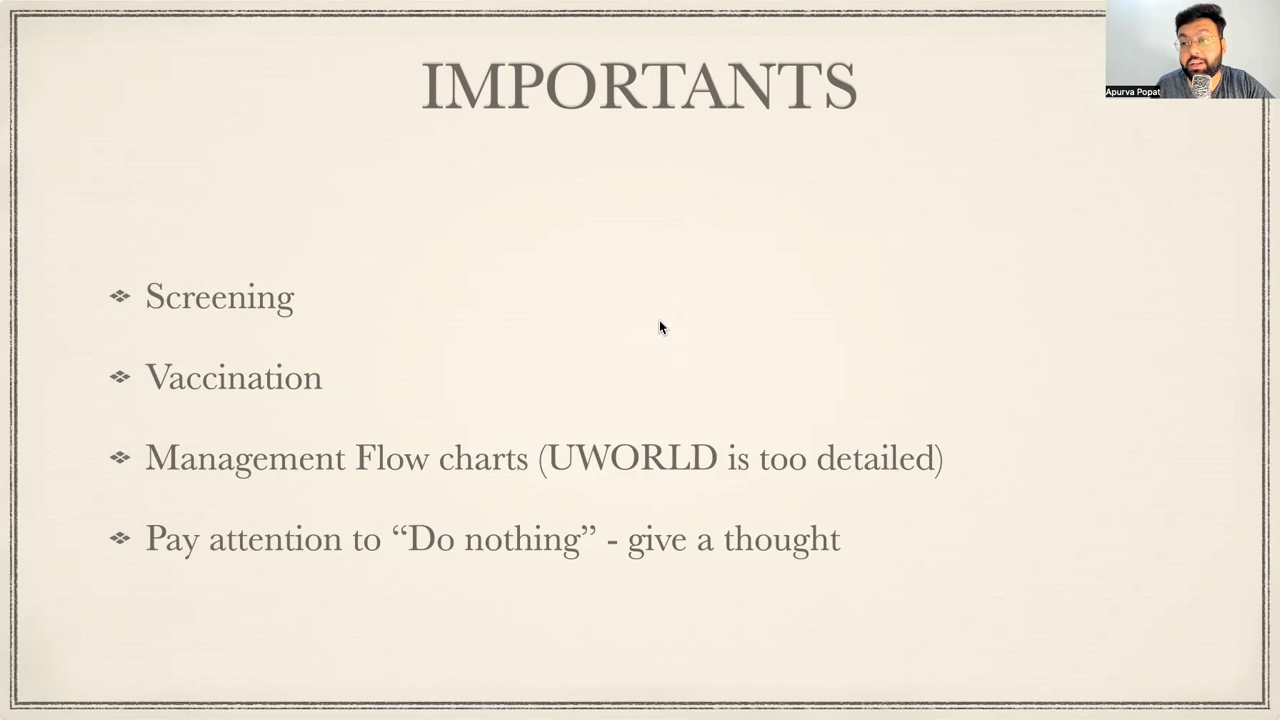 IMPORTANTS
Apurva Popat
Screening
Vaccination
Management Flow charts (UWORLD is too detailed)
Pay attention to “Do nothing” - give a thought